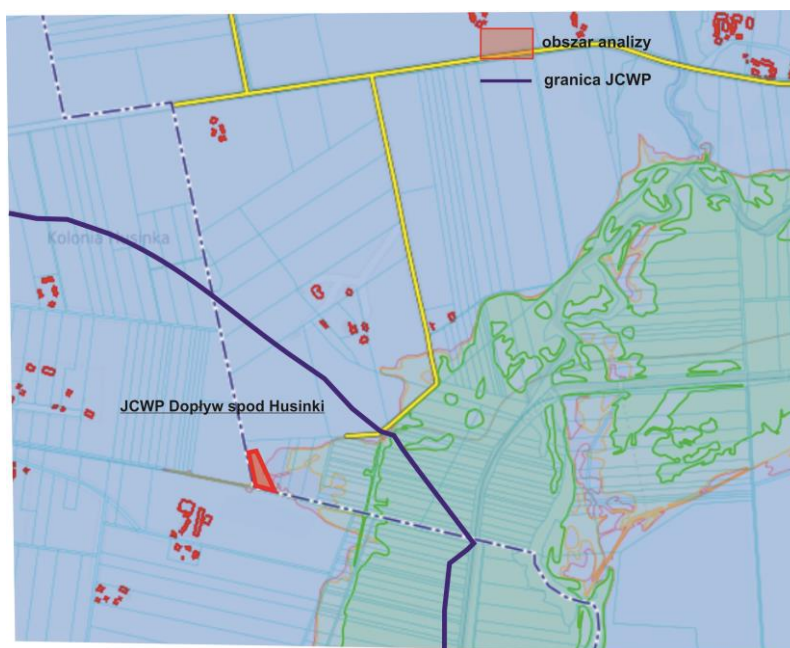 obszar analizy
granica JCWP
Kolonia Husinka
JCWP Dopływ spod Husinki